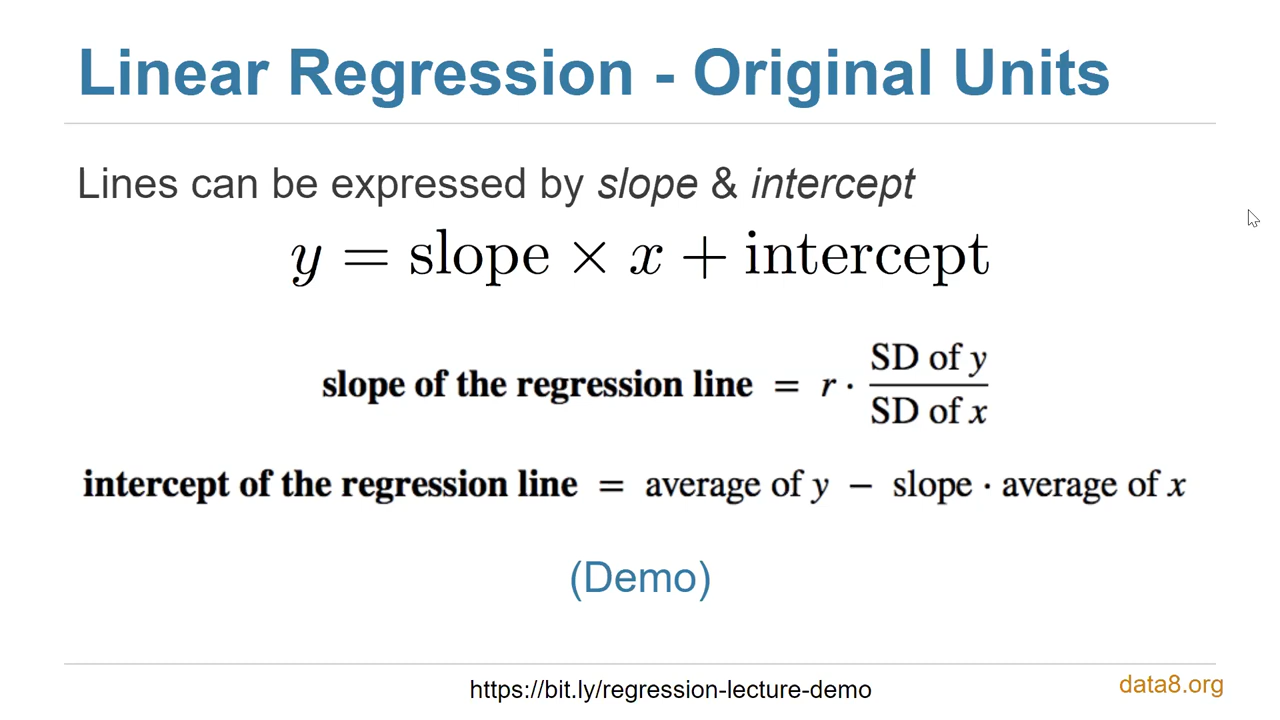 Linear Regression - Original Units
Lines can be expressed by slope & intercept
y = slope × x + intercept
slope of the regression line = r · SD of y / SD of x
intercept of the regression line = average of y − slope · average of x
(Demo)
https://bit.ly/regression-lecture-demo
data8.org